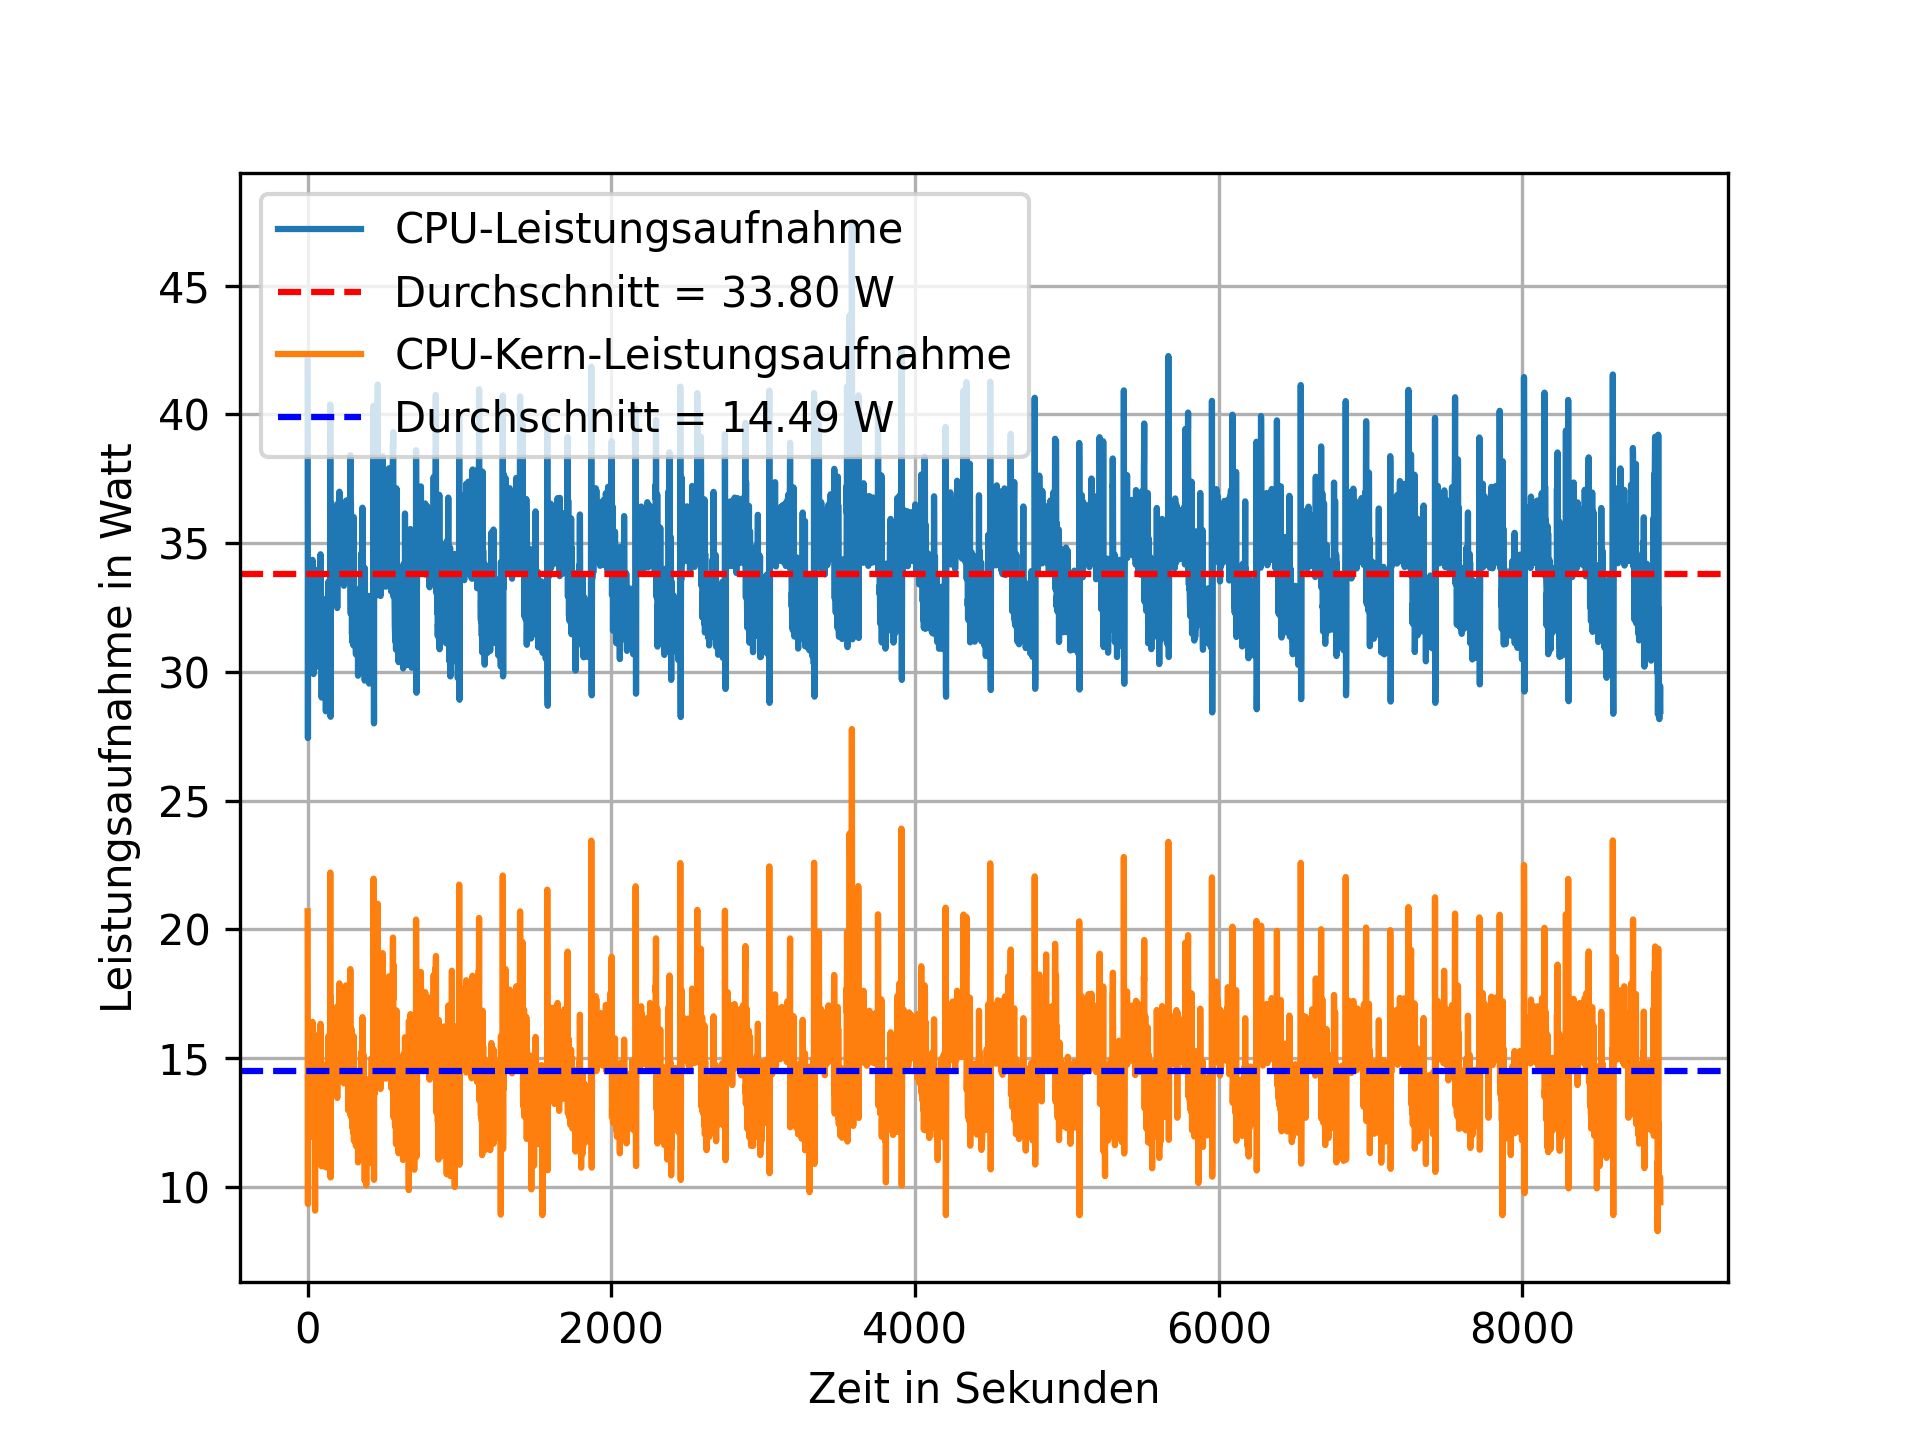 CPU-Leistungsaufnahme
Durchschnitt = 33.80 W
CPU-Kern-Leistungsaufnahme
Durchschnitt = 14.49 W
45
40
35
30
25
20
15
10
Leistungsaufnahme in Watt
0 2000 4000 6000 8000
Zeit in Sekunden